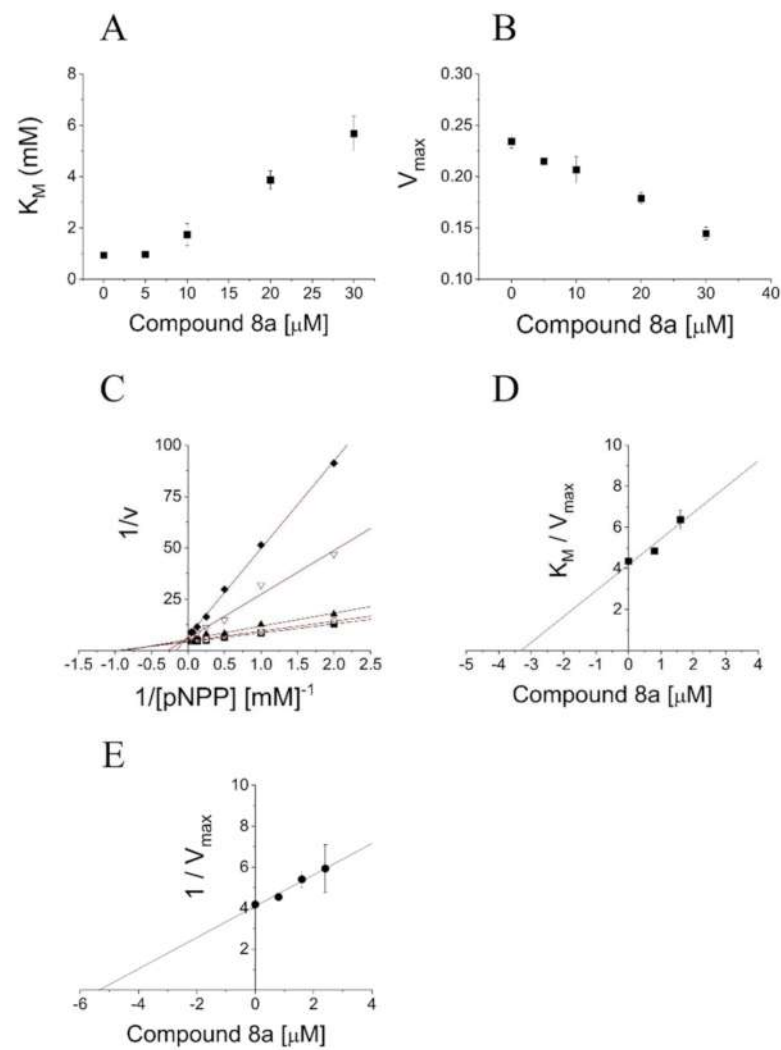 A
8
6
4
2
0
K_M (mM)
0 5 10 15 20 25 30
Compound 8a [μM]
B
0.30
0.25
0.20
0.15
0.10
V_max
0 10 20 30 40
Compound 8a [μM]
C
100
75
50
25
1/v
-1.5 -1.0 -0.5 0.0 0.5 1.0 1.5 2.0 2.5
1/[pNPP] [mM]^-1
D
10
8
6
4
2
K_M / V_max
-5 -4 -3 -2 -1 0 1 2 3 4
Compound 8a [μM]
E
10
8
6
4
2
1 / V_max
-6 -4 -2 0 2 4
Compound 8a [μM]